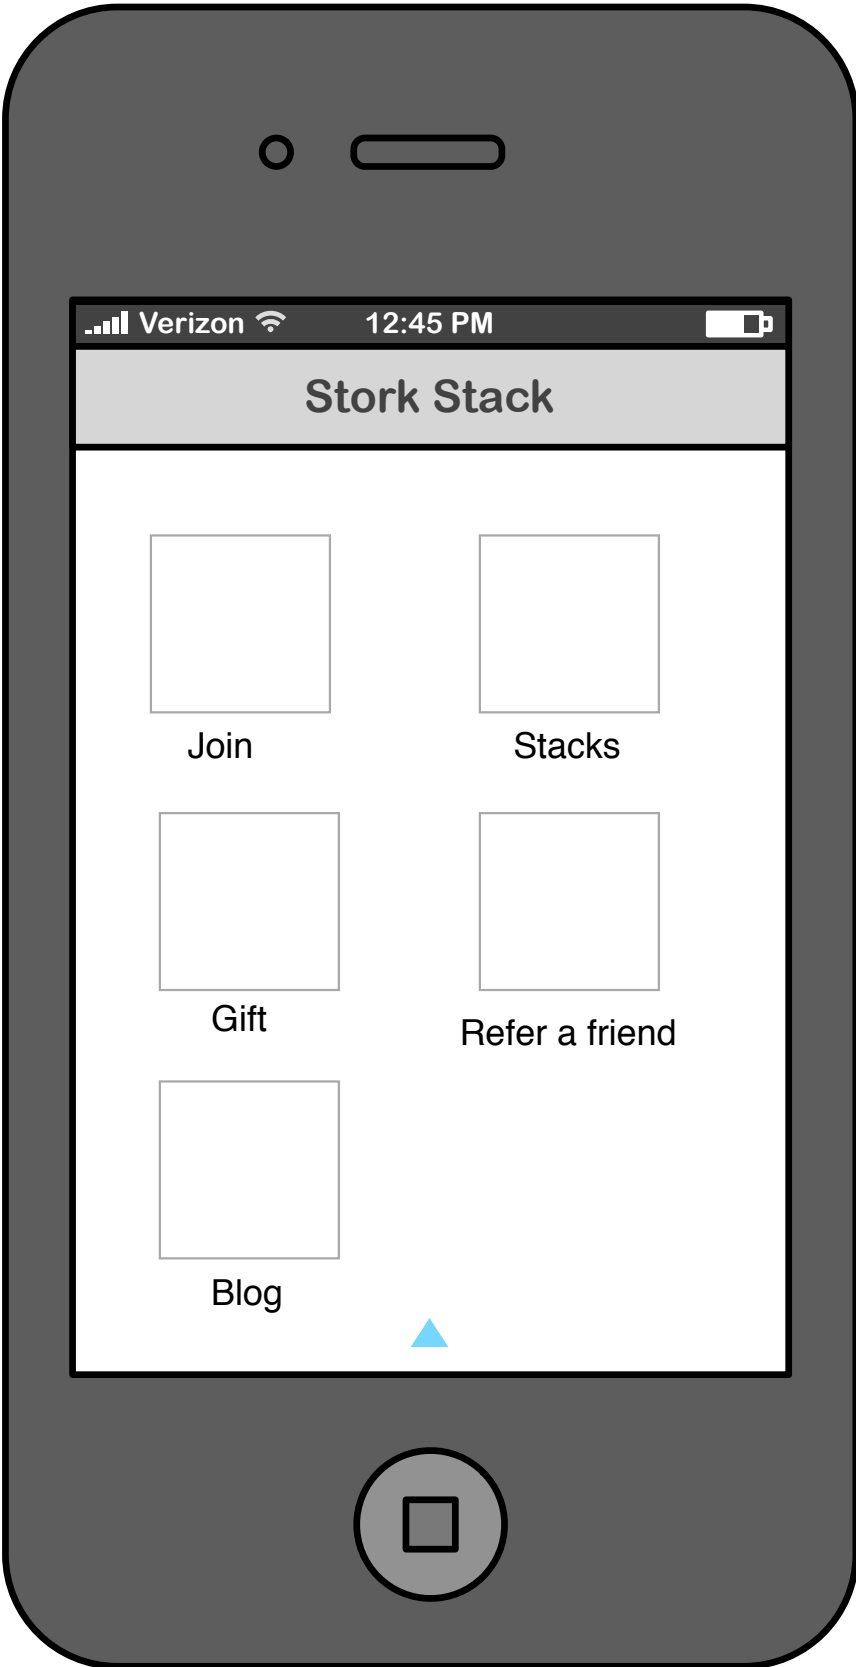 Verizon 12:45 PM
Stork Stack
Join Stacks
Gift Refer a friend
Blog